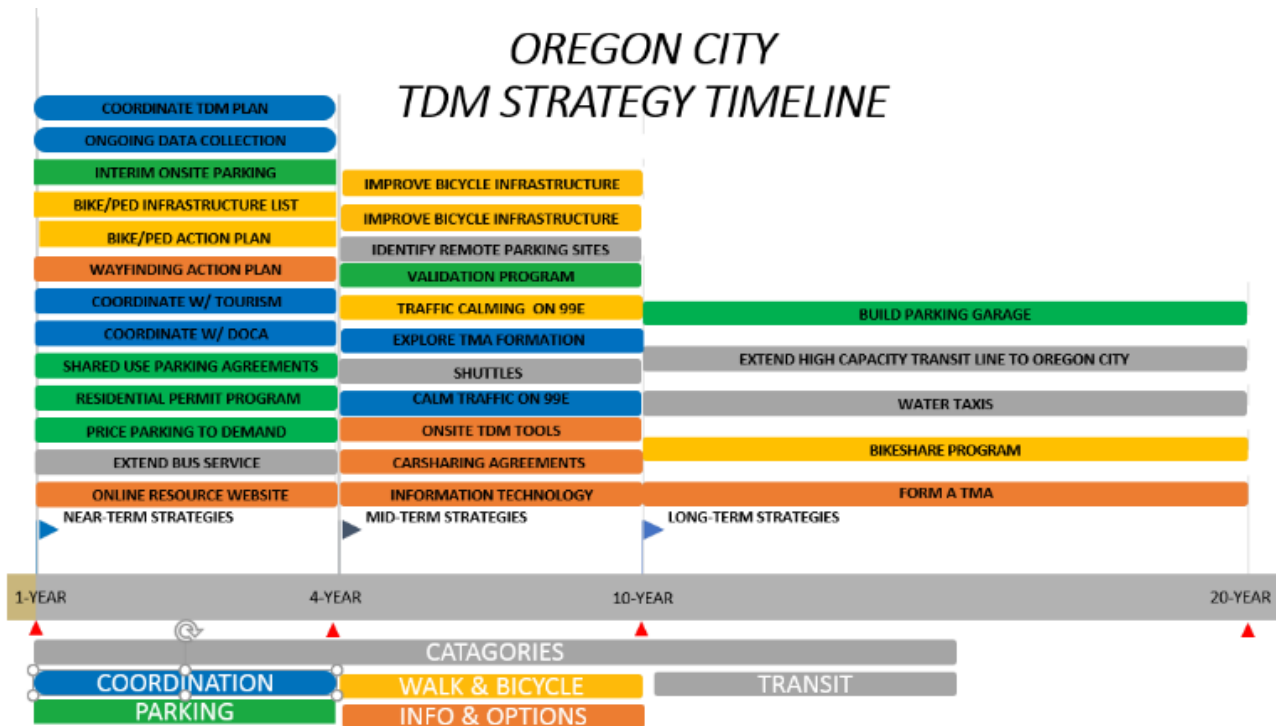 OREGON CITY
TDM STRATEGY TIMELINE
COORDINATE TDM PLAN
ONGOING DATA COLLECTION
INTERIM ONSITE PARKING
BIKE/PED INFRASTRUCTURE LIST
BIKE/PED ACTION PLAN
WAYFINDING ACTION PLAN
COORDINATE W/ TOURISM
COORDINATE W/ DOCA
SHARED USE PARKING AGREEMENTS
RESIDENTIAL PERMIT PROGRAM
PRICE PARKING TO DEMAND
EXTEND BUS SERVICE
ONLINE RESOURCE WEBSITE
NEAR-TERM STRATEGIES
IMPROVE BICYCLE INFRASTRUCTURE
IMPROVE BICYCLE INFRASTRUCTURE
IDENTIFY REMOTE PARKING SITES
VALIDATION PROGRAM
TRAFFIC CALMING ON 99E
EXPLORE TMA FORMATION
SHUTTLES
CALM TRAFFIC ON 99E
ONSITE TDM TOOLS
CARSHARING AGREEMENTS
INFORMATION TECHNOLOGY
MID-TERM STRATEGIES
BUILD PARKING GARAGE
EXTEND HIGH CAPACITY TRANSIT LINE TO OREGON CITY
WATER TAXIS
BIKESHARE PROGRAM
FORM A TMA
LONG-TERM STRATEGIES
1-YEAR
4-YEAR
10-YEAR
20-YEAR
CATAGORIES
COORDINATION
WALK & BICYCLE
TRANSIT
PARKING
INFO & OPTIONS